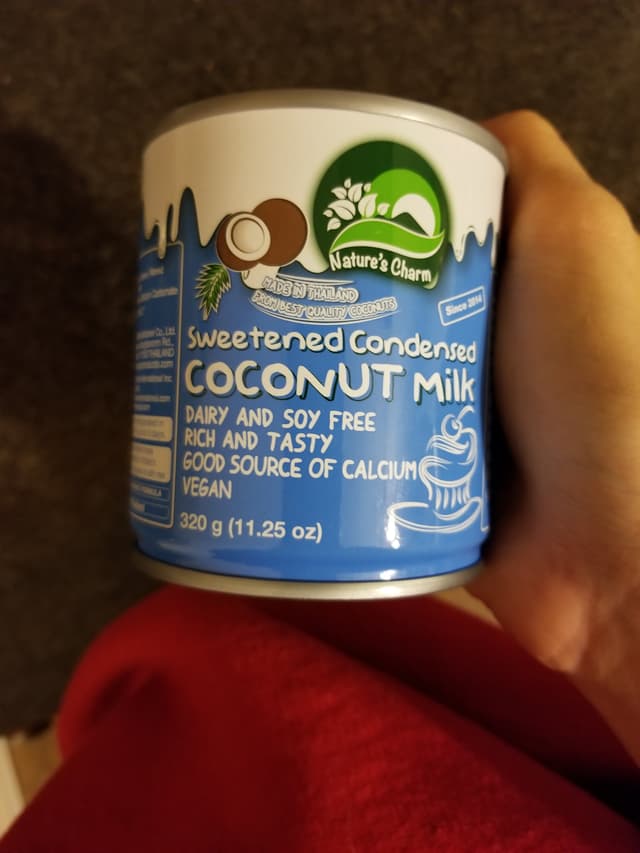 Nature's Charm
MADE IN THAILAND
FROM BEST QUALITY COCONUTS
Since 2014
Sweetened Condensed
COCONUT Milk
DAIRY AND SOY FREE
RICH AND TASTY
GOOD SOURCE OF CALCIUM
VEGAN
320 g (11.25 oz)